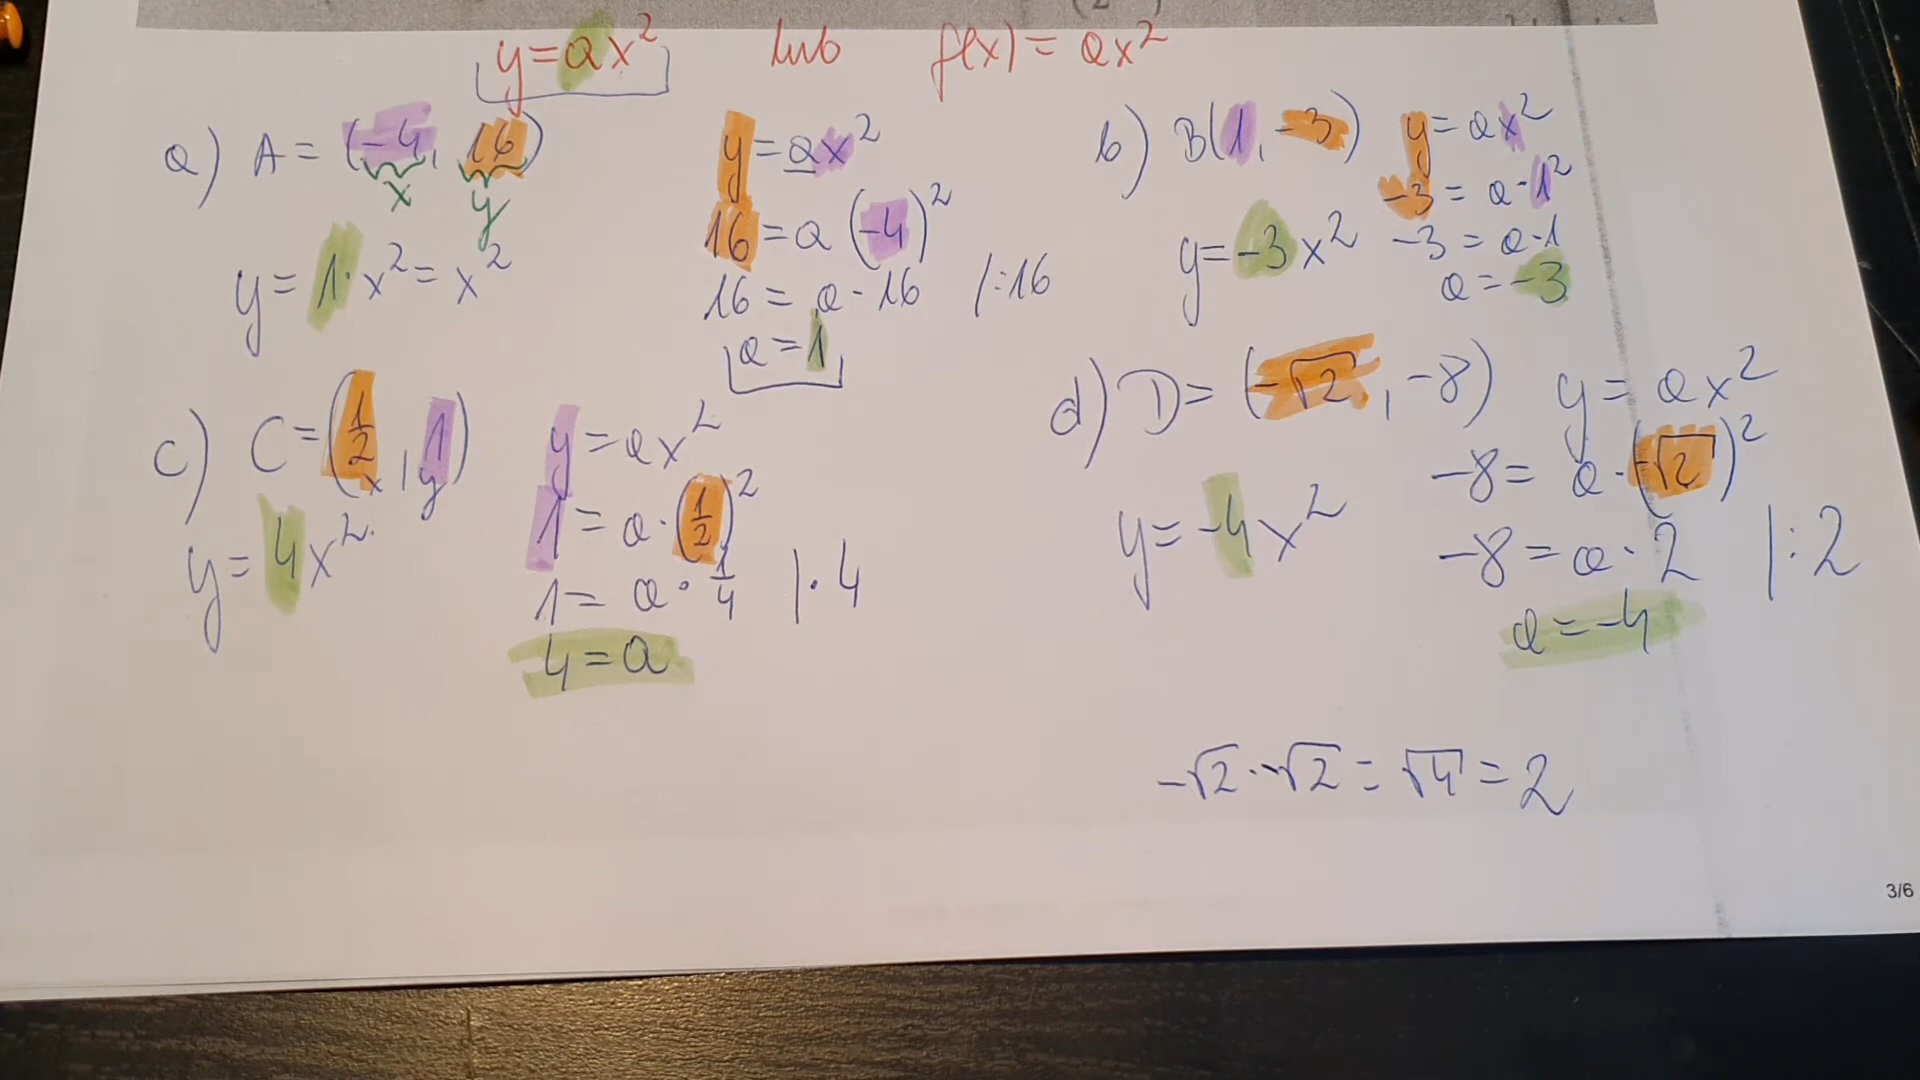 y=ax² lub f(x)=ax²
a) A=(-4, 16)
x y
y=ax²
16=a(-4)²
y=1·x²=x²
16=a·16 /:16
a=1
b) B(1,-3)
y=ax²
-3=a·1²
y=-3x²
-3=a·1
a=-3
c) C=(1/2, 1)
x y
y=ax²
1=a·(1/2)²
y=4x²
1=a·1/4 |·4
4=a
d) D=(-√2, -8)
y=ax²
-8=a·(-√2)²
y=-4x²
-8=a·2 |:2
a=-4
-√2·-√2=√4=2
3/6